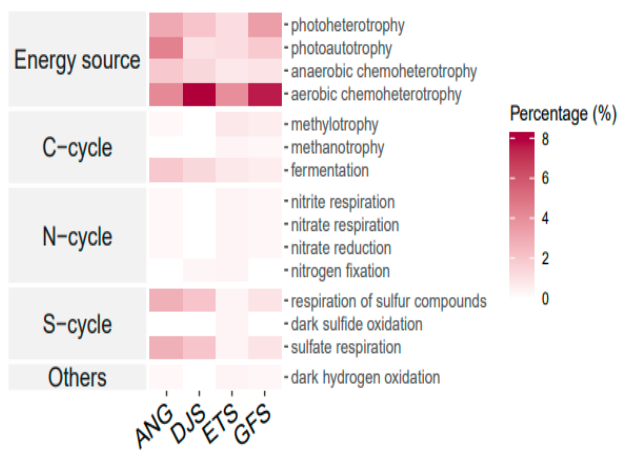 Energy source
photoheterotrophy
photoautotrophy
anaerobic chemoheterotrophy
aerobic chemoheterotrophy
C−cycle
methylotrophy
methanotrophy
fermentation
N−cycle
nitrite respiration
nitrate respiration
nitrate reduction
nitrogen fixation
S−cycle
respiration of sulfur compounds
dark sulfide oxidation
sulfate respiration
Others
dark hydrogen oxidation
ANG
DJS
ETS
GFS
Percentage (%)
8
6
4
2
0